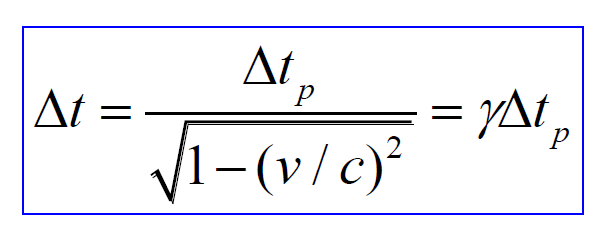 Δt = Δt_p / √(1−(v/c)²) = γΔt_p